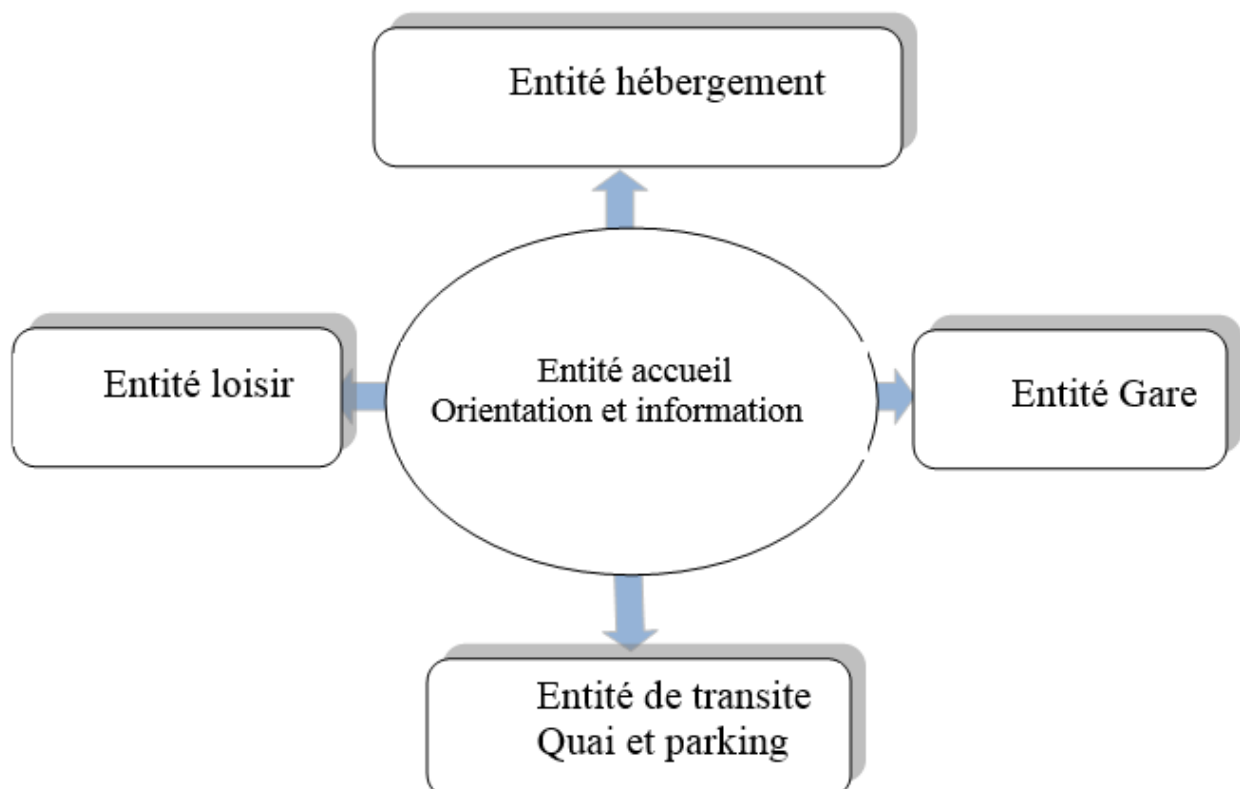 Entité hébergement
Entité loisir
Entité accueil
Orientation et information
Entité Gare
Entité de transite
Quai et parking